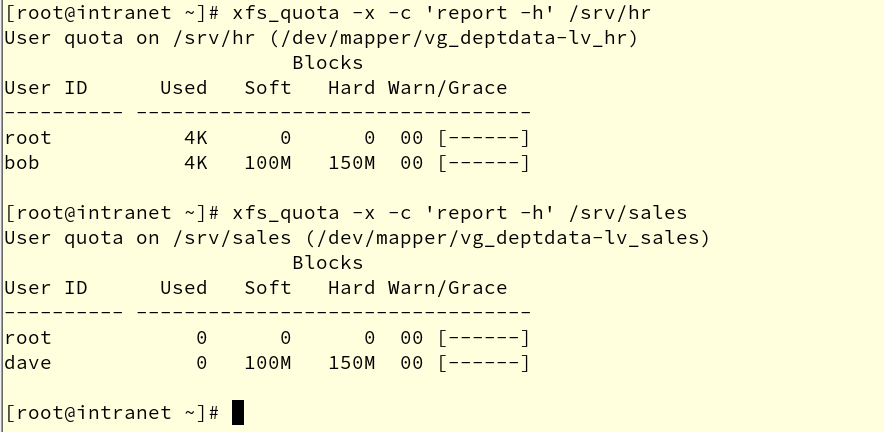 [root@intranet ~]# xfs_quota -x -c 'report -h' /srv/hr
User quota on /srv/hr (/dev/mapper/vg_deptdata-lv_hr)
                        Blocks
User ID      Used   Soft   Hard Warn/Grace
---------- ---------------------------------
root           4K      0      0  00 [------]
bob            4K   100M   150M  00 [------]

[root@intranet ~]# xfs_quota -x -c 'report -h' /srv/sales
User quota on /srv/sales (/dev/mapper/vg_deptdata-lv_sales)
                        Blocks
User ID      Used   Soft   Hard Warn/Grace
---------- ---------------------------------
root            0      0      0  00 [------]
dave            0   100M   150M  00 [------]

[root@intranet ~]#